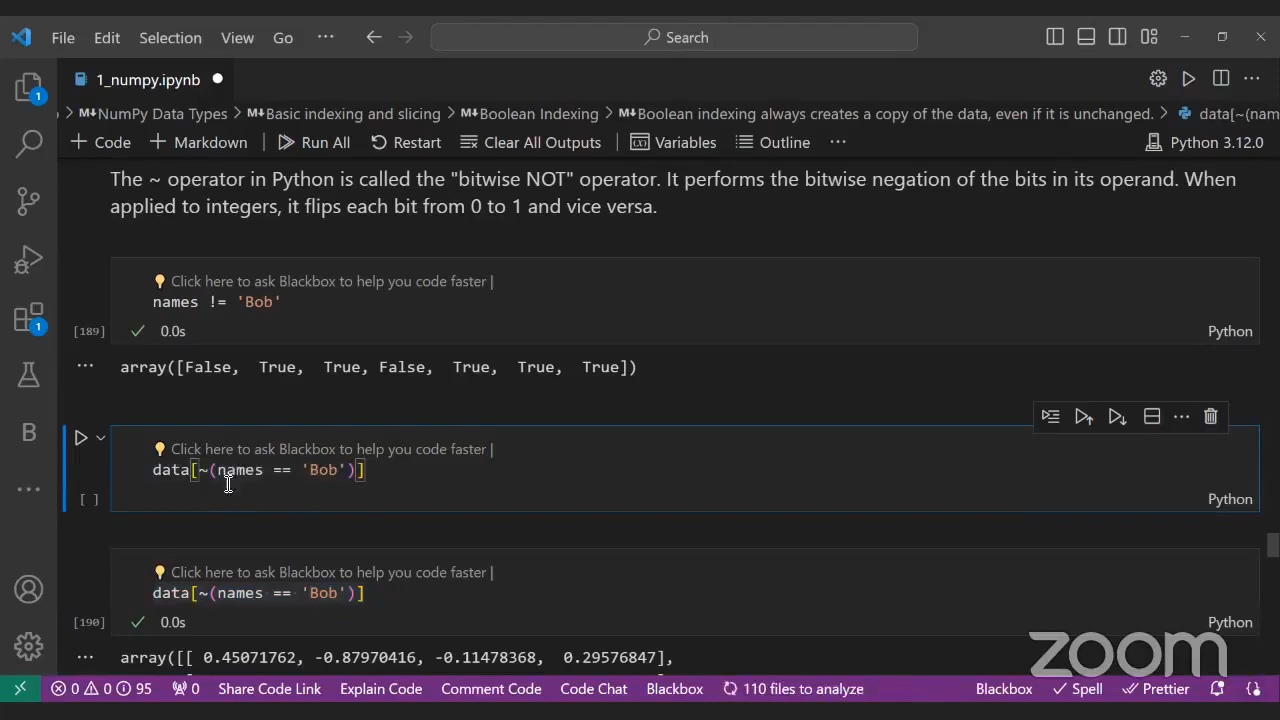 File Edit Selection View Go ··· Search
1_numpy.ipynb
NumPy Data Types > Basic indexing and slicing > Boolean Indexing > Boolean indexing always creates a copy of the data, even if it is unchanged. > data[~(nam
+ Code + Markdown Run All Restart Clear All Outputs Variables Outline ··· Python 3.12.0
The ~ operator in Python is called the "bitwise NOT" operator. It performs the bitwise negation of the bits in its operand. When
applied to integers, it flips each bit from 0 to 1 and vice versa.
Click here to ask Blackbox to help you code faster |
names != 'Bob'
[189] 0.0s Python
··· array([False, True, True, False, True, True, True])
Click here to ask Blackbox to help you code faster |
data[~(names == 'Bob')]
[ ] Python
Click here to ask Blackbox to help you code faster |
data[~(names == 'Bob')]
[190] 0.0s Python
··· array([[ 0.45071762, -0.87970416, -0.11478368, 0.29576847],
zoom
0 0 95 0 Share Code Link Explain Code Comment Code Code Chat Blackbox 110 files to analyze Blackbox Spell Prettier
1
1
B